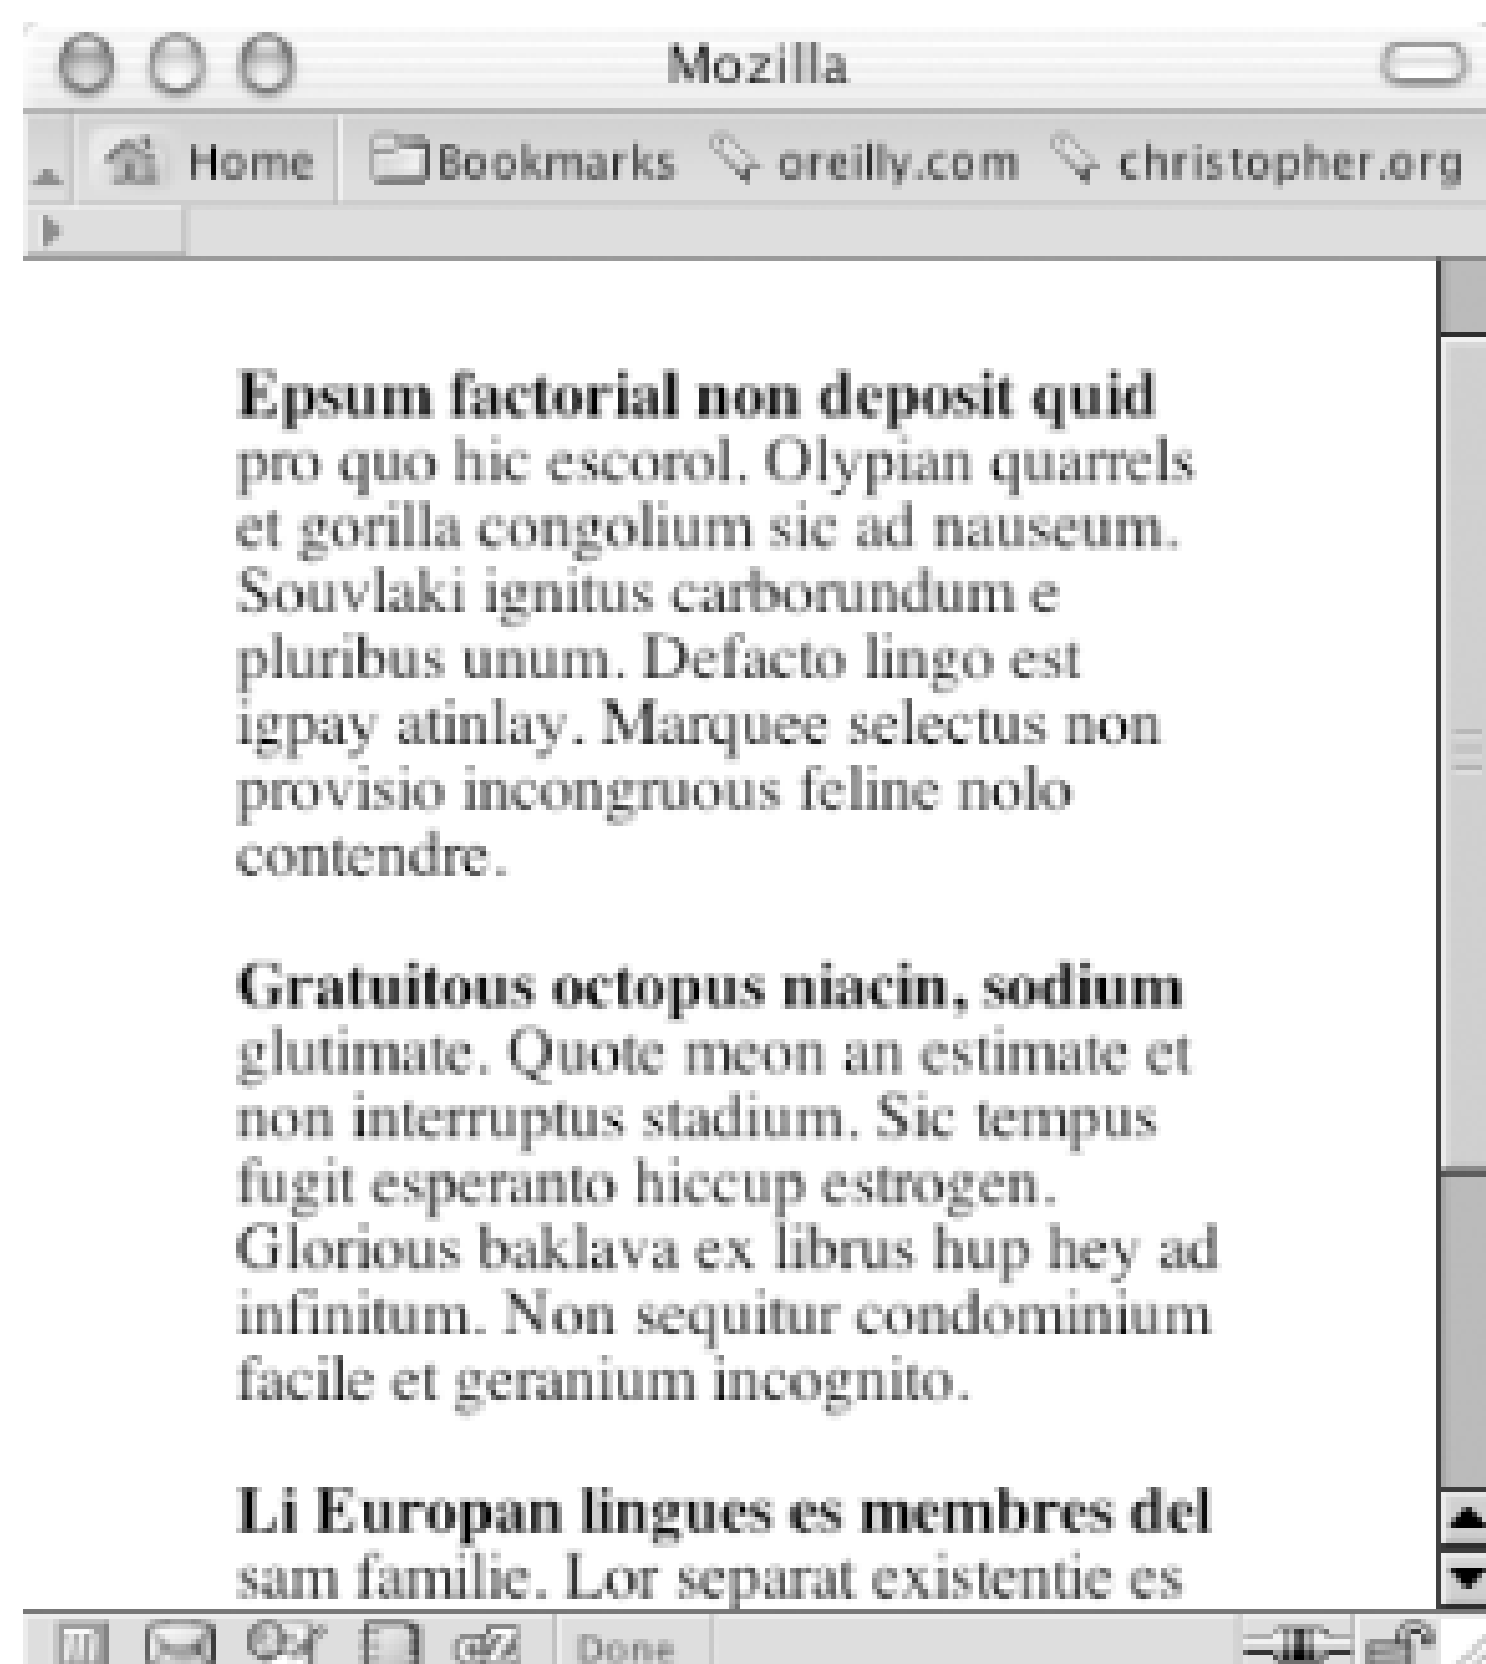 Mozilla
Home Bookmarks oreilly.com christopher.org
Epsum factorial non deposit quid
pro quo hic escorol. Olypian quarrels
et gorilla congolium sic ad nauseum.
Souvlaki ignitus carborundum e
pluribus unum. Defacto lingo est
igpay atinlay. Marquee selectus non
provisio incongruous feline nolo
contendre.
Gratuitous octopus niacin, sodium
glutimate. Quote meon an estimate et
non interruptus stadium. Sic tempus
fugit esperanto hiccup estrogen.
Glorious baklava ex librus hup hey ad
infinitum. Non sequitur condominium
facile et geranium incognito.
Li Europan lingues es membres del
sam familie. Lor separat existentie es
Done